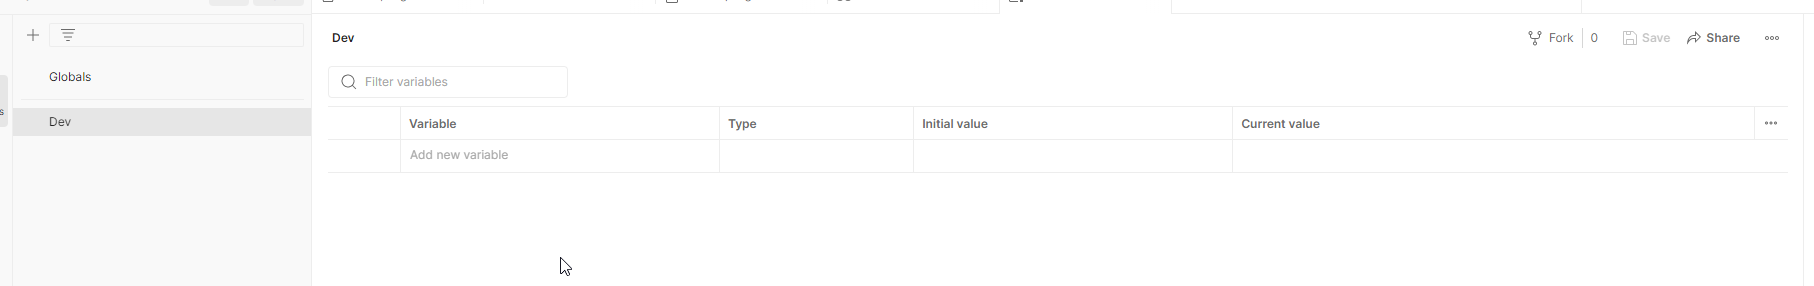 Globals
Dev
Dev
Fork 0 Save Share
Filter variables
Variable Type Initial value Current value
Add new variable